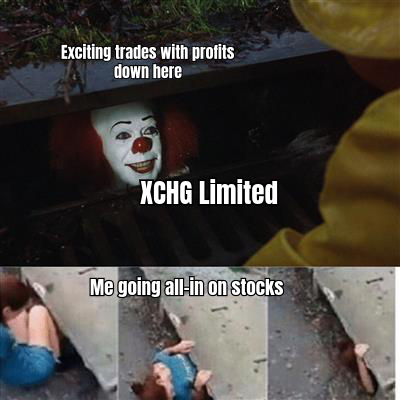 Exciting trades with profits
down here
XCHG Limited
Me going all-in on stocks